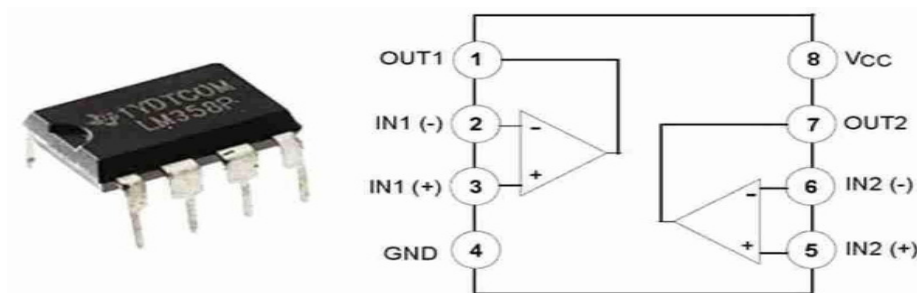 1YDTCOM
LM358P
OUT1
1
IN1 (-)
2
-
IN1 (+)
3
+
GND
4
8
Vcc
7
OUT2
-
6
IN2 (-)
+
5
IN2 (+)